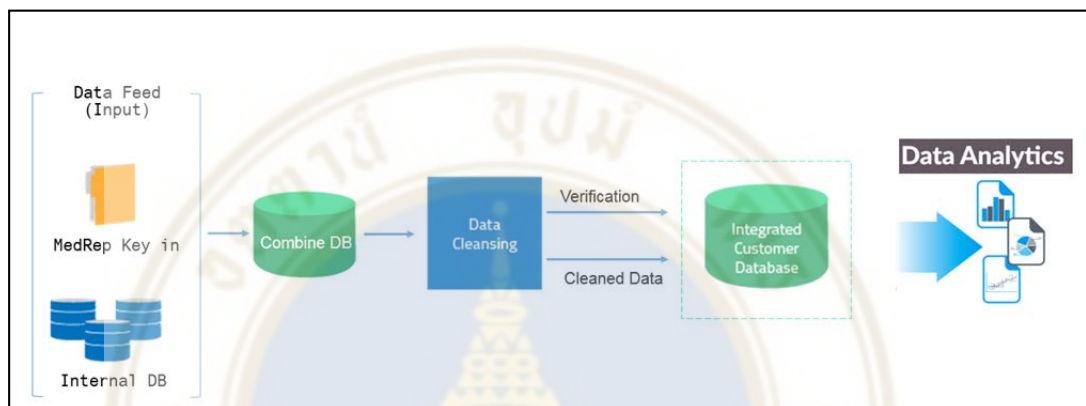 Data Feed
(Input)
MedRep Key in
Internal DB
Combine DB
Data
Cleansing
Verification
Cleaned Data
Integrated
Customer
Database
Data Analytics